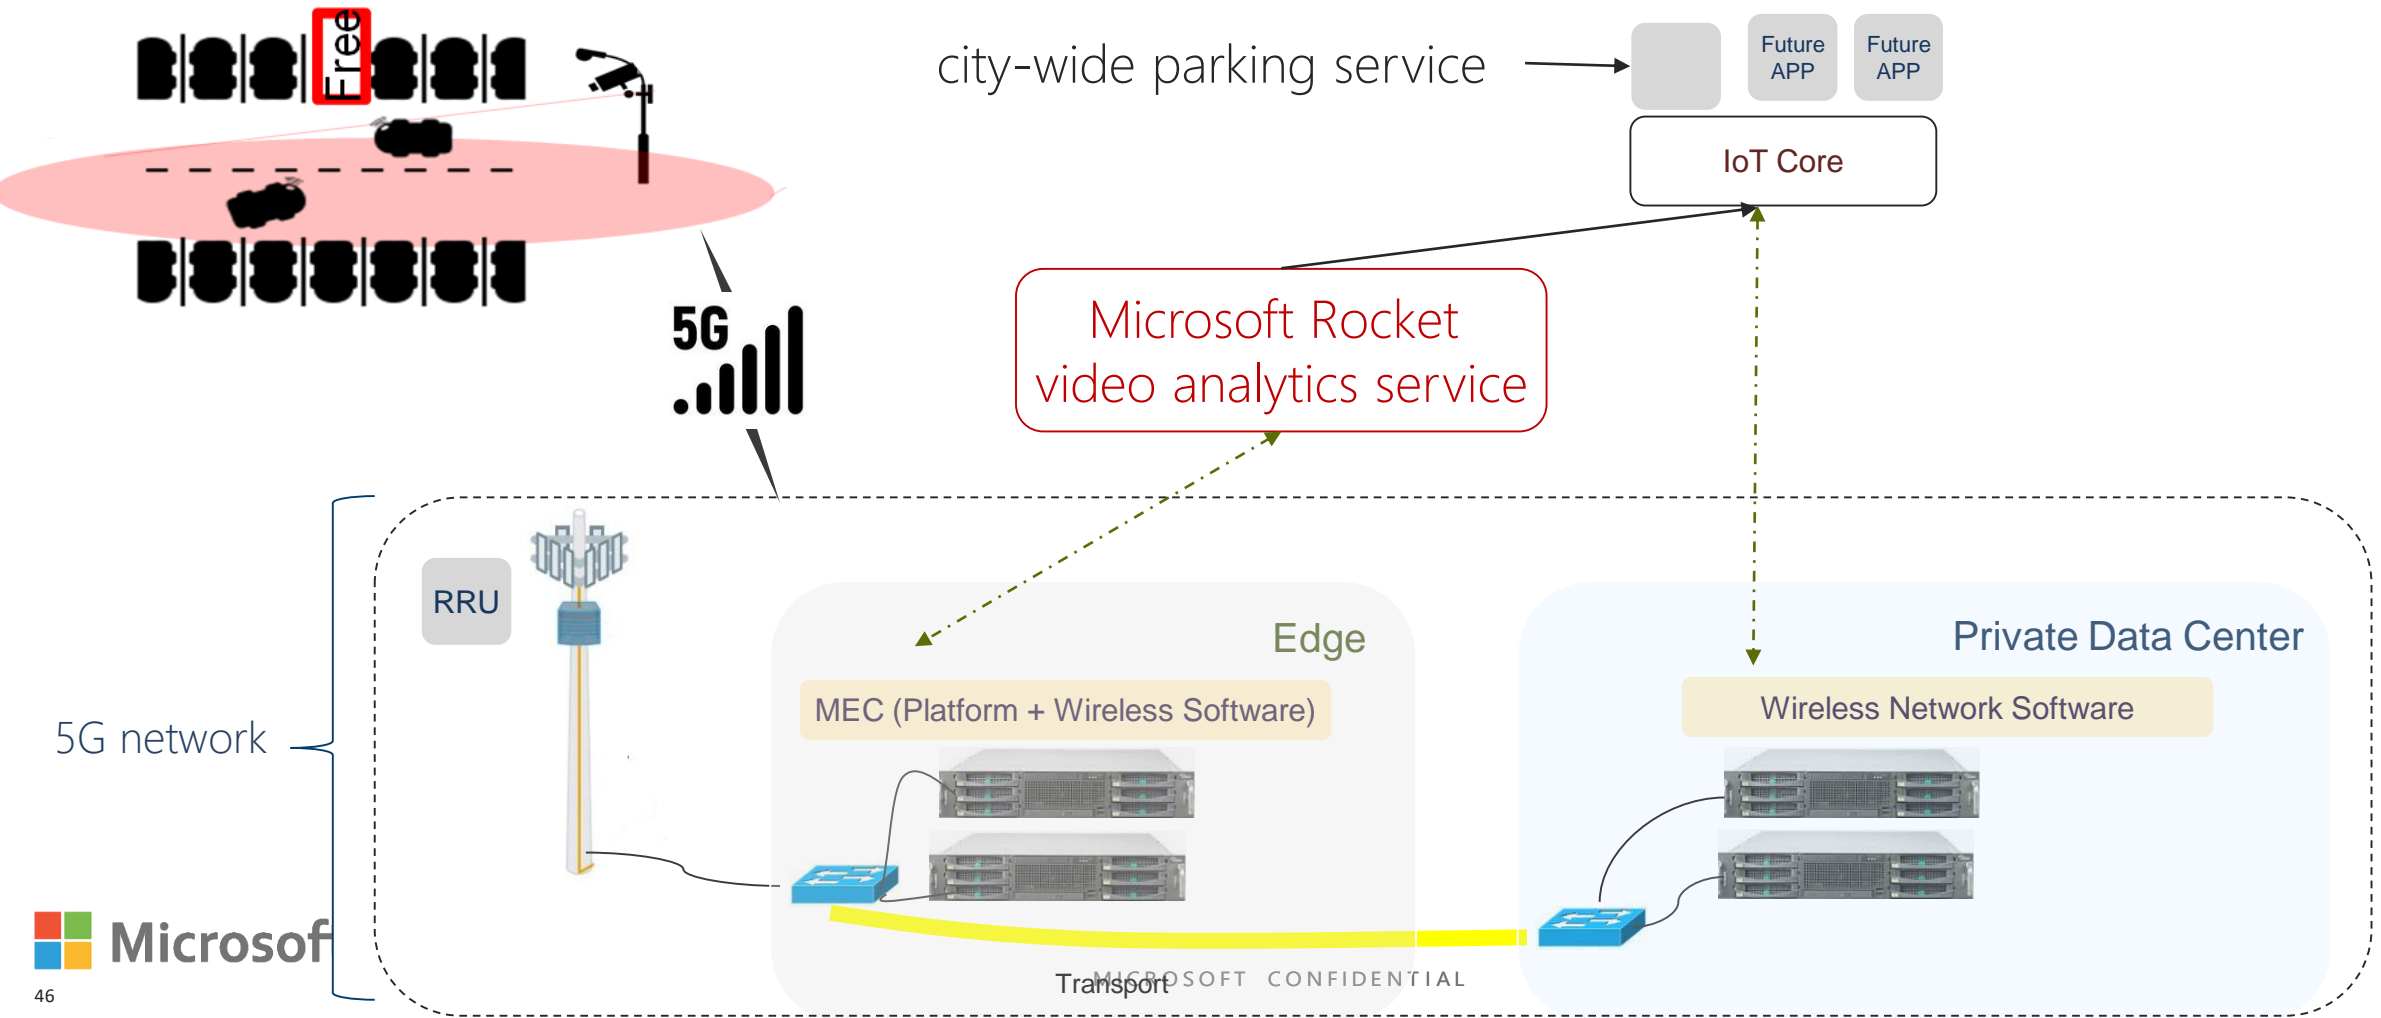 Free
city-wide parking service
Future
APP
Future
APP
IoT Core
5G
Microsoft Rocket
video analytics service
RRU
Edge
Private Data Center
MEC (Platform + Wireless Software)
Wireless Network Software
5G network
Microsof
Transport
MICROSOFT CONFIDENTIAL
46